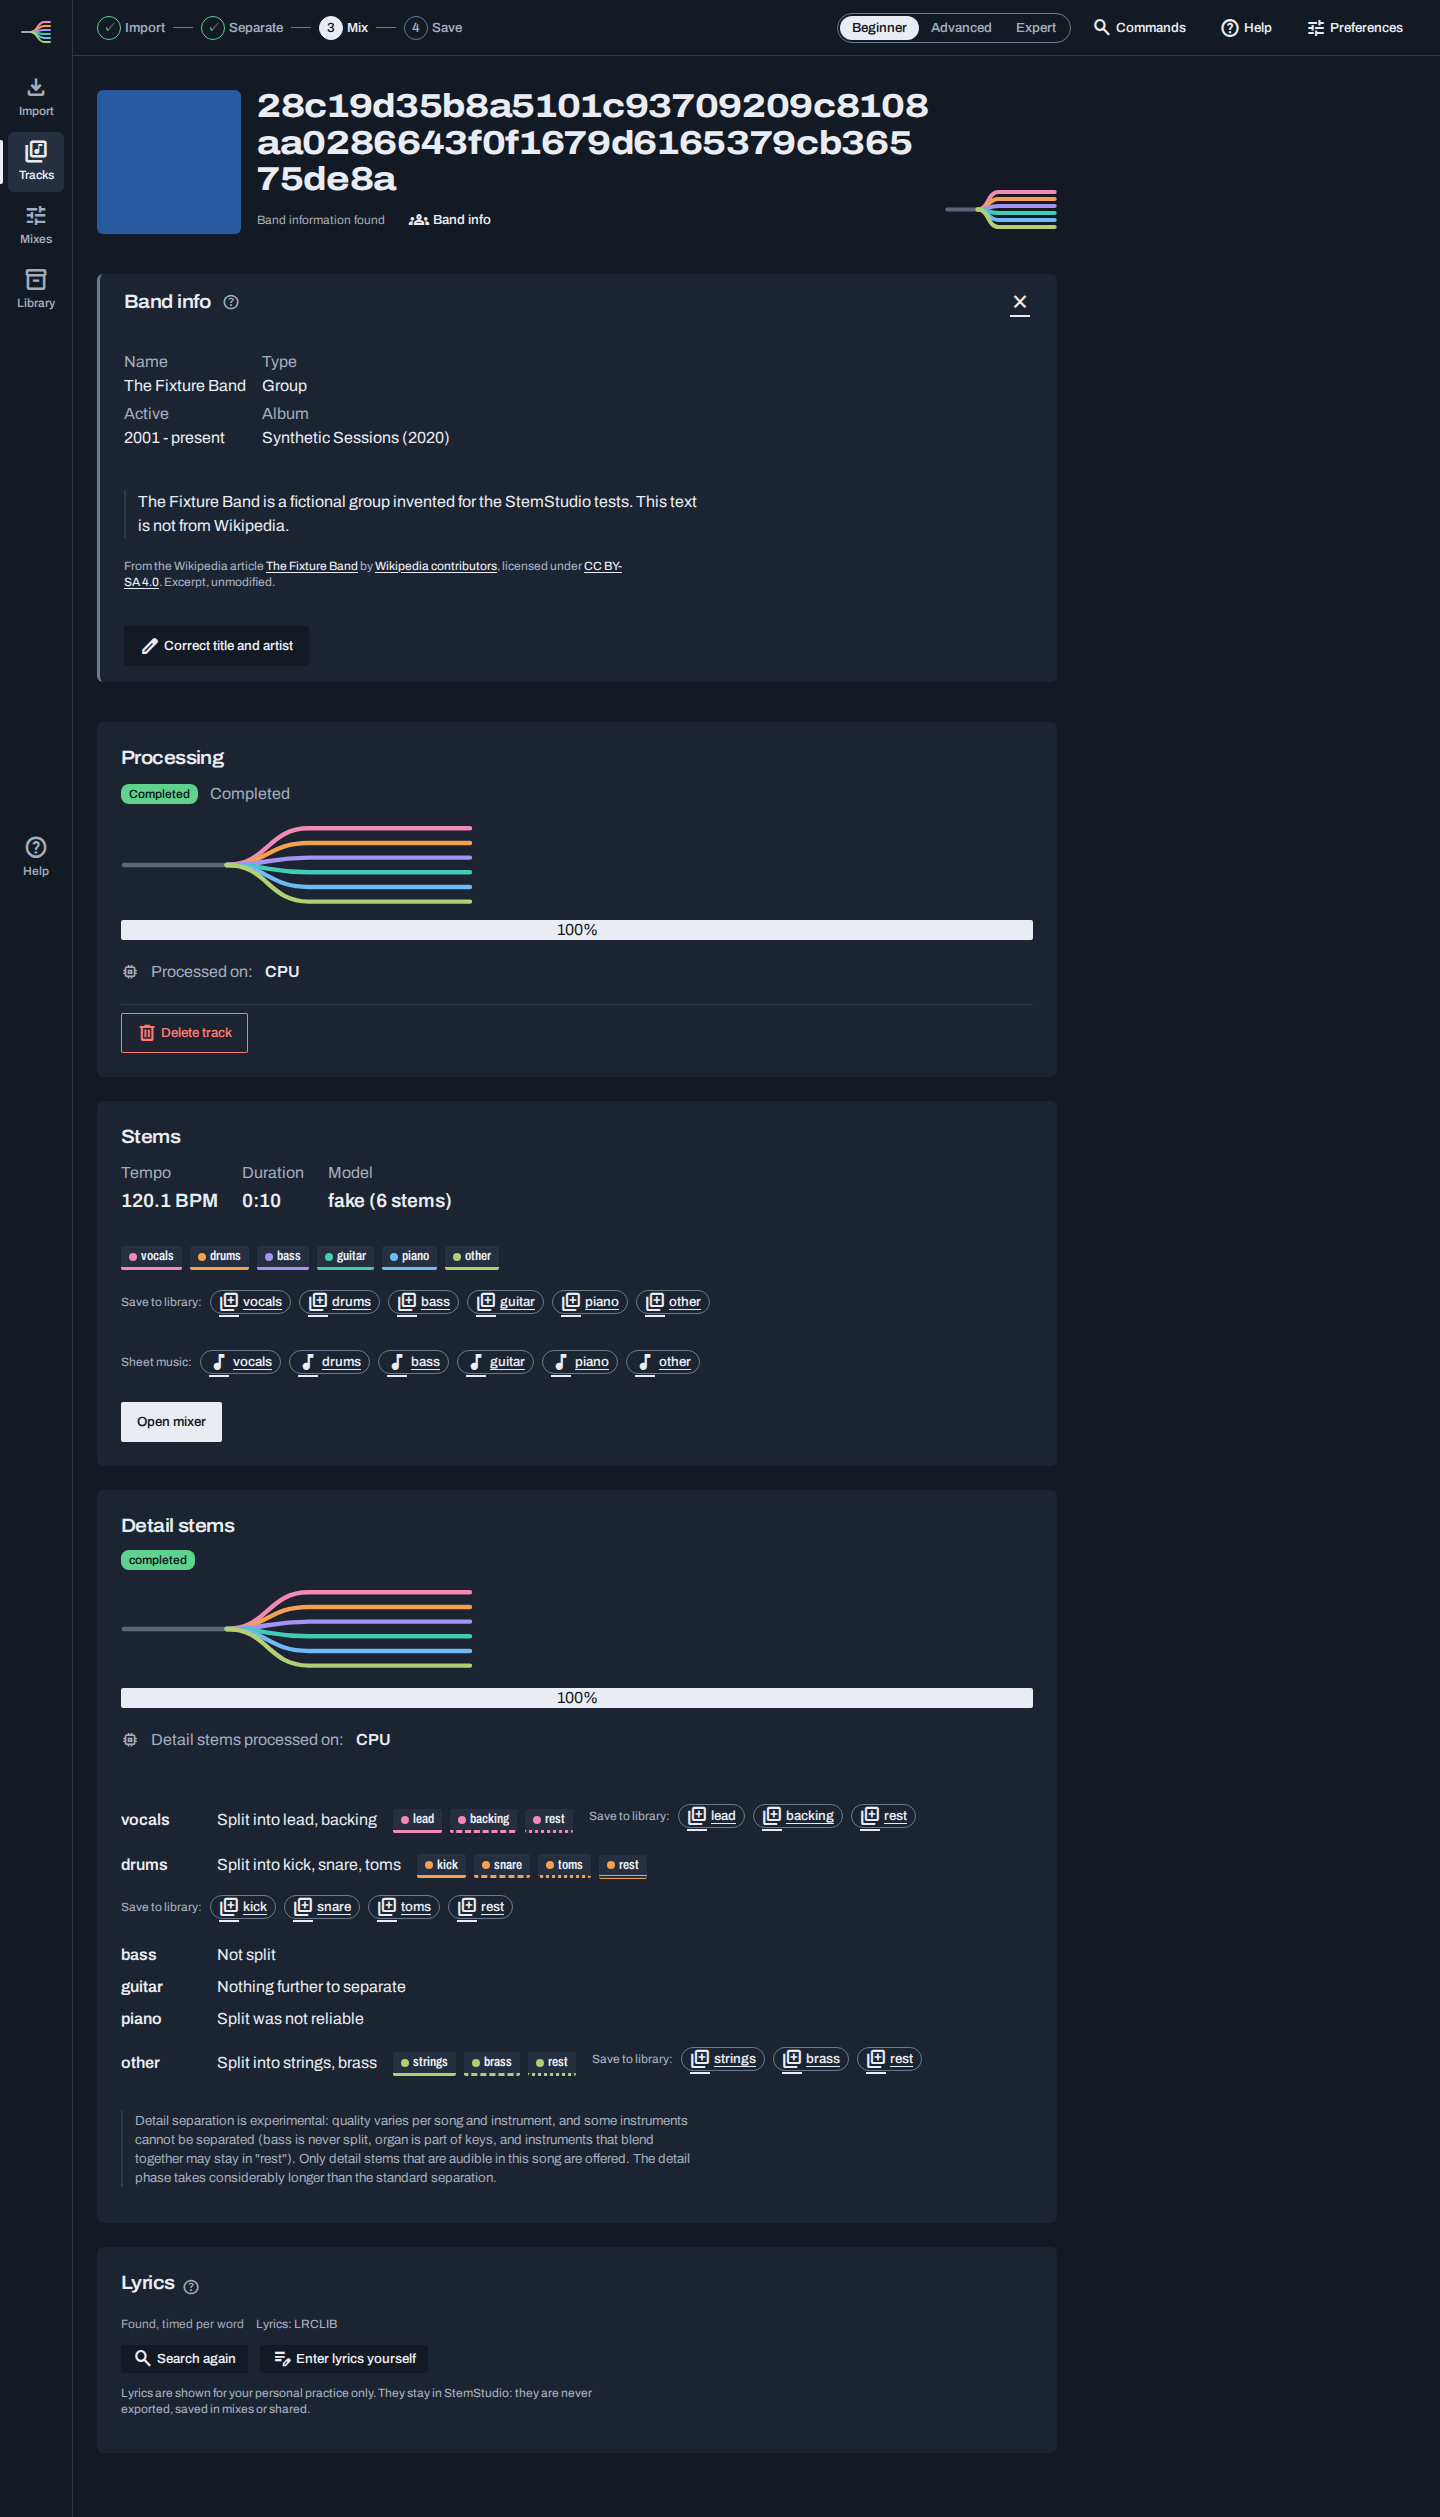 Import Separate 3 Mix 4 Save Beginner Advanced Expert Commands Help Preferences
Import
Tracks
Mixes
Library
Help
28c19d35b8a5101c93709209c8108
aa0286643f0f1679d6165379cb365
75de8a
Band information found Band info
Band info
Name Type
The Fixture Band Group
Active Album
2001 - present Synthetic Sessions (2020)
The Fixture Band is a fictional group invented for the StemStudio tests. This text
is not from Wikipedia.
From the Wikipedia article The Fixture Band by Wikipedia contributors, licensed under CC BY-
SA 4.0. Excerpt, unmodified.
Correct title and artist
Processing
Completed Completed
100%
Processed on: CPU
Delete track
Stems
Tempo Duration Model
120.1 BPM 0:10 fake (6 stems)
vocals drums bass guitar piano other
Save to library: vocals drums bass guitar piano other
Sheet music: vocals drums bass guitar piano other
Open mixer
Detail stems
completed
100%
Detail stems processed on: CPU
vocals Split into lead, backing lead backing rest Save to library: lead backing rest
drums Split into kick, snare, toms kick snare toms rest
Save to library: kick snare toms rest
bass Not split
guitar Nothing further to separate
piano Split was not reliable
other Split into strings, brass strings brass rest Save to library: strings brass rest
Detail separation is experimental: quality varies per song and instrument, and some instruments
cannot be separated (bass is never split, organ is part of keys, and instruments that blend
together may stay in "rest"). Only detail stems that are audible in this song are offered. The detail
phase takes considerably longer than the standard separation.
Lyrics
Found, timed per word Lyrics: LRCLIB
Search again Enter lyrics yourself
Lyrics are shown for your personal practice only. They stay in StemStudio: they are never
exported, saved in mixes or shared.